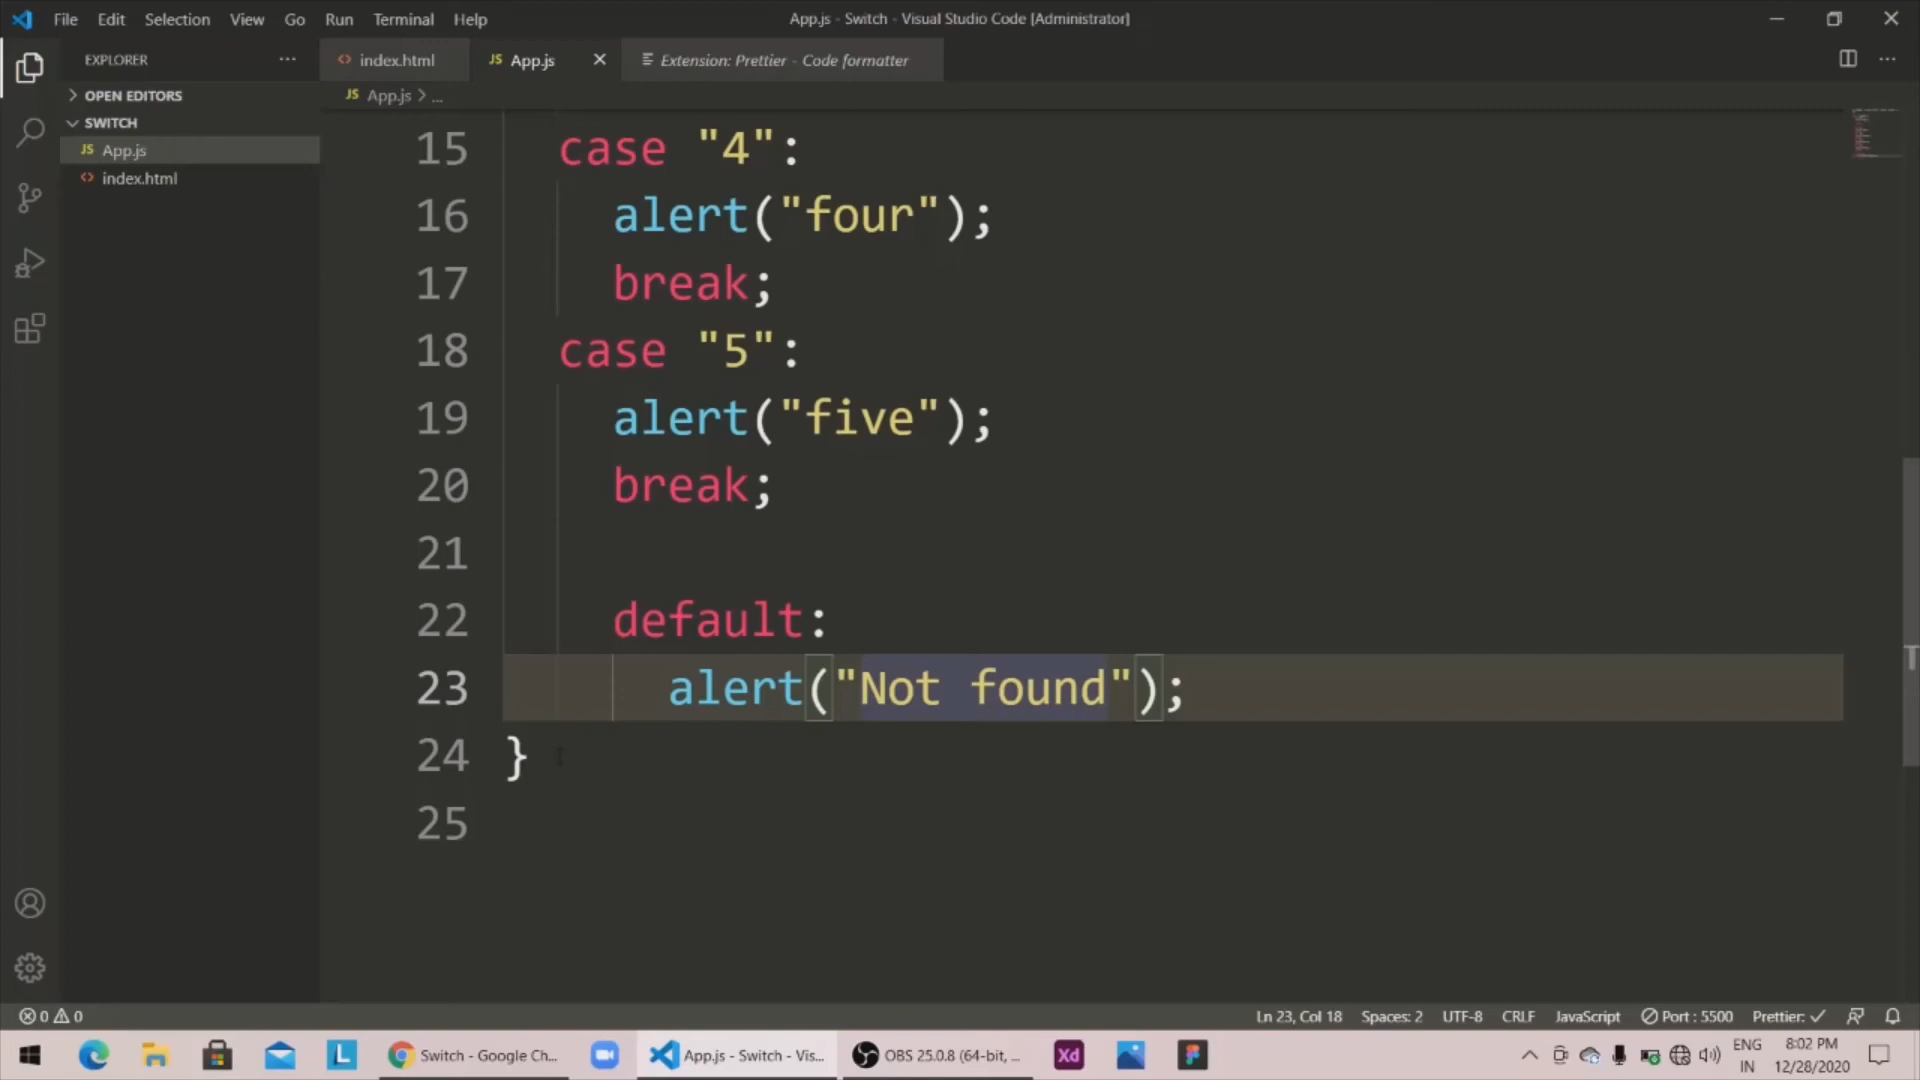 File Edit Selection View Go Run Terminal Help
App.js - Switch - Visual Studio Code [Administrator]
EXPLORER
index.html
JS App.js
Extension: Prettier - Code formatter
OPEN EDITORS
JS App.js > ...
SWITCH
JS App.js
index.html
15 case "4":
16 alert("four");
17 break;
18 case "5":
19 alert("five");
20 break;
21
22 default:
23 alert("Not found");
24 }
25
0 0
Ln 23, Col 18 Spaces: 2 UTF-8 CRLF JavaScript Port : 5500 Prettier: ✓
L
Switch - Google Ch...
App.js - Switch - Vis...
OBS 25.0.8 (64-bit, ...
Xd
ENG
IN
8:02 PM
12/28/2020